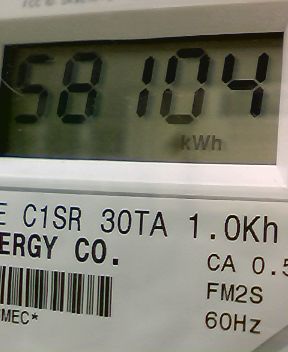 58104
kWh
E C1SR 30TA 1.0Kh
ERGY CO.
CA 0.5
FM2S
MEC*
60Hz